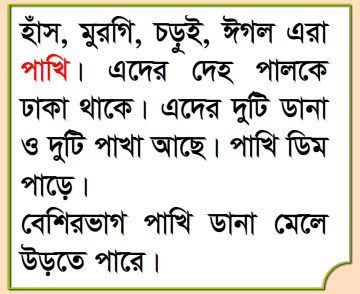 হাঁস, মুরগি, চড়ুই, ঈগল এরা
পাখি। এদের দেহ পালকে
ঢাকা থাকে। এদের দুটি ডানা
ও দুটি পাখা আছে। পাখি ডিম
পাড়ে।
বেশিরভাগ পাখি ডানা মেলে
উড়তে পারে।